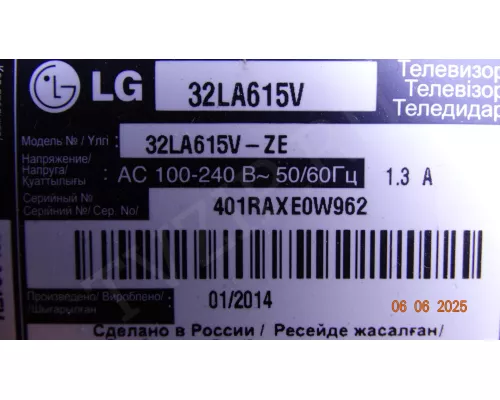 LG
32LA615V
Телевизор
Телевізор
Теледидар
Модель № / Үлгі :
32LA615V-ZE
Напряжение/
Напруга/
Қуаттылығы :
AC 100-240 В~ 50/60Гц
1.3 А
Серийный №/
Серійний №/ Сер. No/
401RAXE0W962
Произведено/ Вироблено/
/Шығарылған
01/2014
06 06 2025
Сделано в России / Ресейде жасалған/